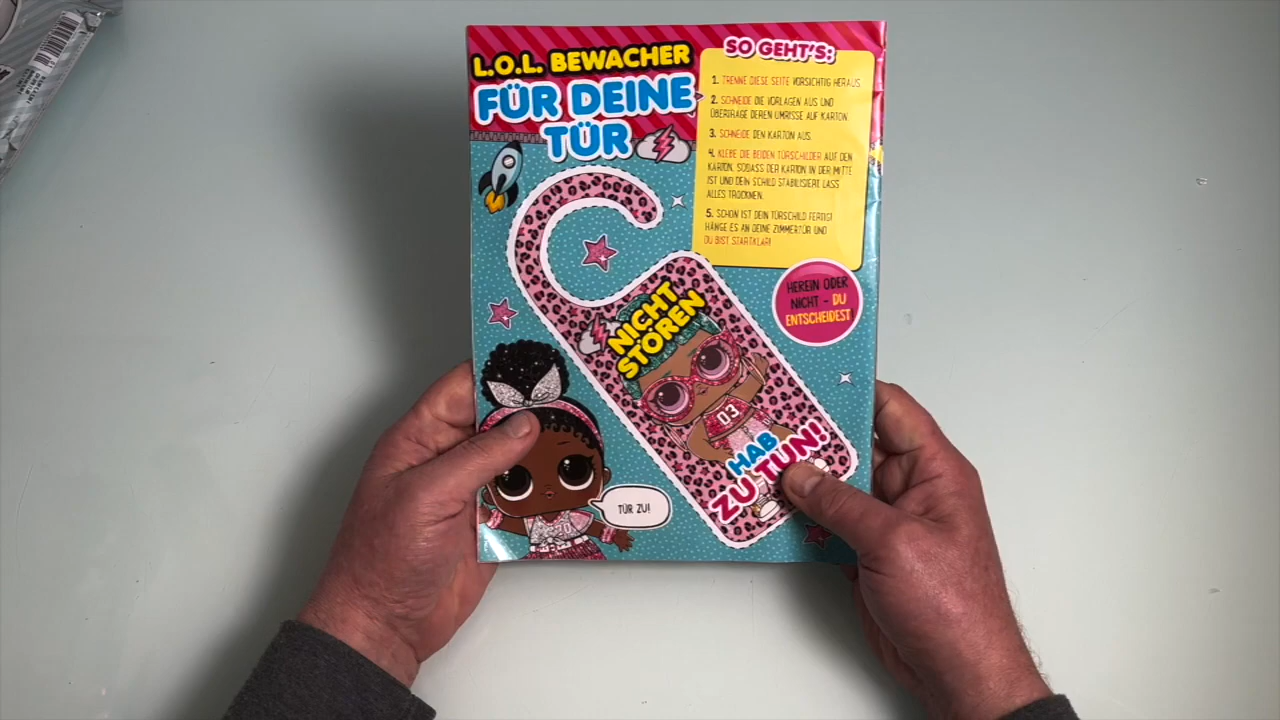 L.O.L. BEWACHER
FÜR DEINE
TÜR
SO GEHT'S:
1. TRENNE DIESE SEITE VORSICHTIG HERAUS.
2. SCHNEIDE DIE VORLAGEN AUS UND
ÜBERTRAGE DEREN UMRISSE AUF KARTON.
3. SCHNEIDE DEN KARTON AUS.
4. KLEBE DIE BEIDEN TÜRSCHILDER AUF DEN
KARTON, SODASS DER KARTON IN DER MITTE
IST UND DEIN SCHILD STABILISIERT. LASS
ALLES TROCKNEN.
5. SCHON IST DEIN TÜRSCHILD FERTIG!
HÄNGE ES AN DEINE ZIMMERTÜR UND
DU BIST STARTKLAR!
HEREIN ODER
NICHT - DU
ENTSCHEIDEST
NICHT
STÖREN
03
HAB
ZU TUN!
TÜR ZU!